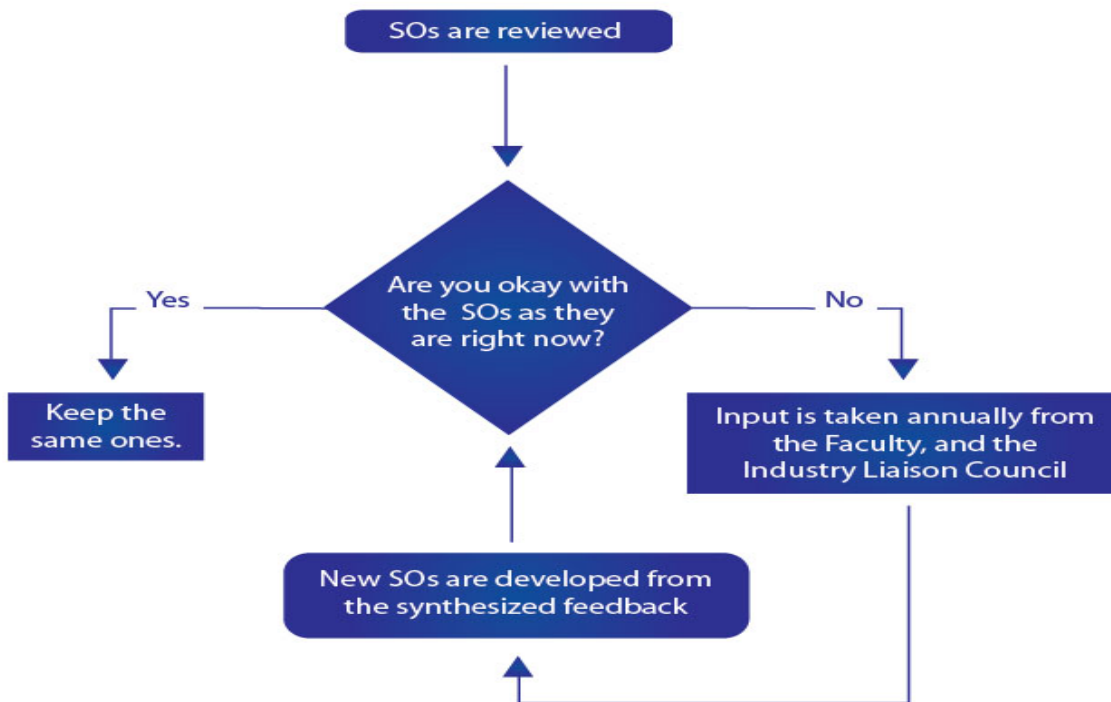 SOs are reviewed
Are you okay with
the SOs as they
are right now?
Yes
No
Keep the
same ones.
Input is taken annually from
the Faculty, and the
Industry Liaison Council
New SOs are developed from
the synthesized feedback